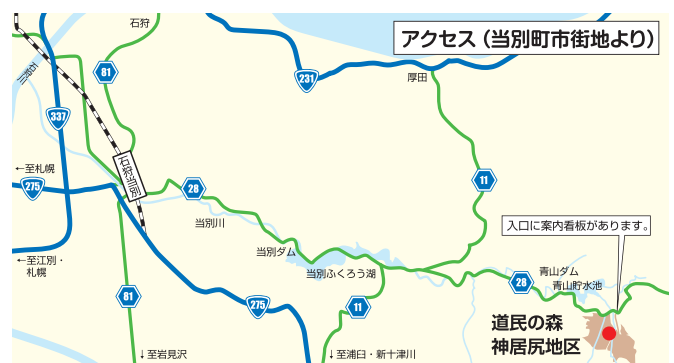 石狩
アクセス（当別町市街地より）
石狩川
81
231
厚田
337
←至札幌
275
石狩当別
28
11
当別川
入口に案内看板があります。
←至江別・
札幌
当別ダム
当別ふくろう湖
青山ダム
28
青山貯水池
81
275
11
道民の森
神居尻地区
↓至岩見沢
↓至浦臼・新十津川